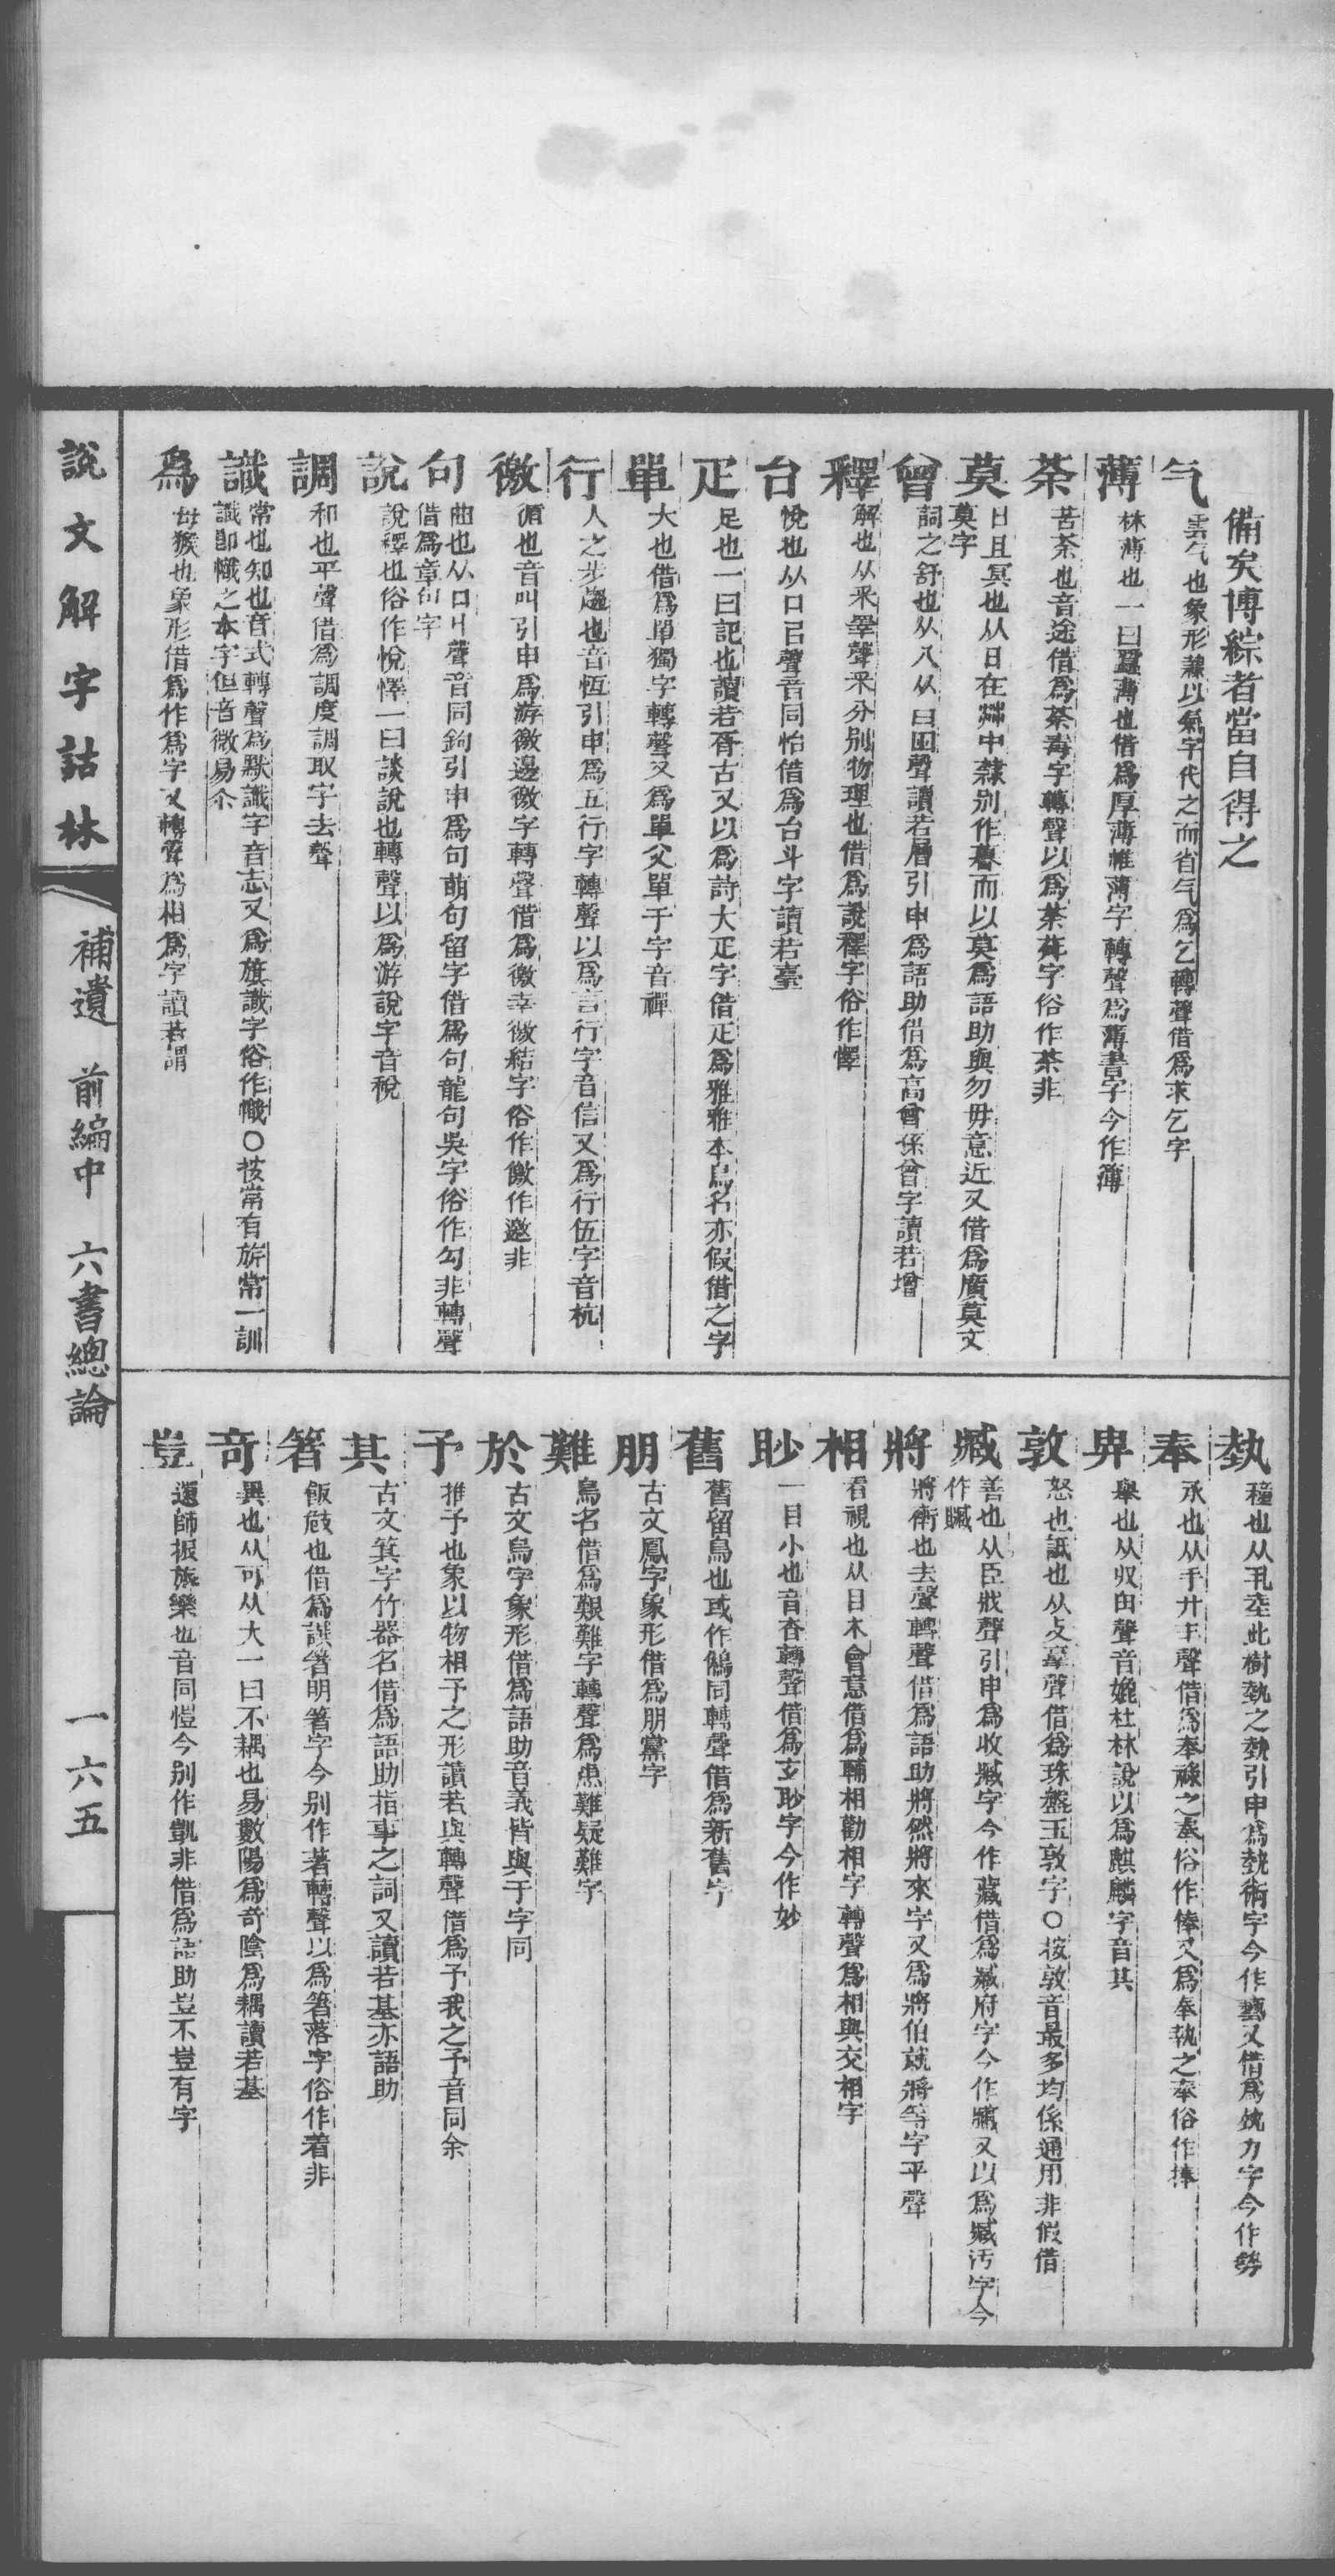 備矣博綜者當自得之
气 雲气也象形隸以氣字代之而省气爲乞轉聲借爲求乞字
薄 林薄也一曰蠶薄也借爲厚薄帷薄字轉聲爲薄書字今作簿
荼 苦荼也音途借爲荼毒字轉聲以爲荼荈字俗作茶非
莫 日且冥也从日在茻中隸别作暮而以莫爲語助與勿毋意近又借爲廣莫文莫字
曾 詞之舒也从八从曰囪聲讀若層引申爲語助借爲高曾係曾字讀若增
釋 解也从釆睪聲釆分别物理也借爲說釋字俗作懌
台 悅也从口㠯聲音同怡借爲台斗字讀若臺
疋 足也一曰記也讀若胥古文以爲詩大疋字借疋爲雅雅本鳥名亦假借之字
單 大也借爲單獨字轉聲又爲單父單于字音禪
行 人之步趨也音恆引申爲五行字轉聲以爲言行字音信又爲行伍字音杭
徼 循也音叫引申爲游徼邊徼字轉聲借爲徼幸徼結字俗作儌作邀非
句 曲也从口丩聲音同鉤引申爲句萌句留字借爲句龍句吳字俗作勾非轉聲借爲章句字
說 說釋也俗作悅懌一曰談說也轉聲以爲游說字音稅
調 和也平聲借爲調度調取字去聲
識 常也知也音式轉聲爲默識字音志又爲旗識字俗作幟○按常有旂常一訓識卽幟之本字但音微易尒
爲 母猴也象形借爲作爲字又轉聲爲相爲字讀若謂
埶 穜也从丮坴此樹埶之埶引申爲埶術字今作藝又借爲埶力字今作勢
奉 承也从手廾丰聲借爲奉祿之奉俗作俸又爲奉執之奉俗作捧
𢍁 舉也从収甶聲音媿杜林說以爲麒麟字音其
敦 怒也詆也从攴𦎫聲借爲珠盤玉敦字○按敦音最多均係通用非假借
臧 善也从臣戕聲引申爲收臧字今作藏借爲臧府字今作臟又以爲臧汚字今作贓
將 將衛也去聲轉聲借爲語助將然將來字又爲將伯就將等字平聲
相 省視也从目木會意借爲輔相勸相字轉聲爲相與交相字
眇 一目小也音杳轉聲借爲玄眇字今作妙
舊 舊留鳥也或作鵂同轉聲借爲新舊字
朋 古文鳳字象形借爲朋黨字
難 鳥名借爲艱難字轉聲爲患難疑難字
於 古文烏字象形借爲語助音義皆與于字同
予 推予也象以物相予之形讀若與轉聲借爲予我之予音同余
其 古文箕字竹器名借爲語助指事之詞又讀若基亦語助
箸 飯攲也借爲譔箸明箸字今别作著轉聲以爲箸落字俗作着非
奇 異也从可从大一曰不耦也易數陽爲奇陰爲耦讀若基
豈 還師振旅樂也音同愷今别作凱非借爲語助豈不豈有字
說文解字詁林
補遺 前編中 六書總論
一六五